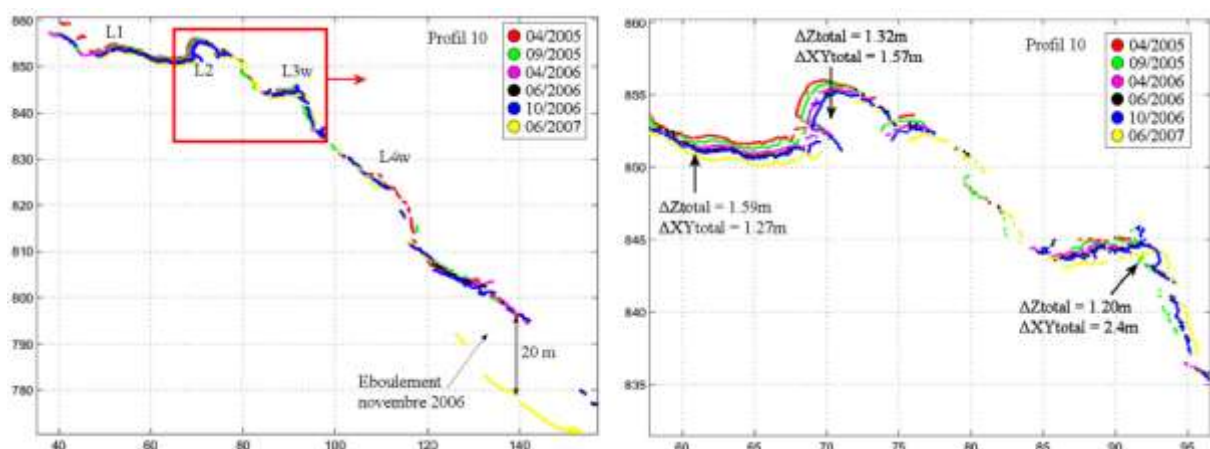 860
850
840
830
820
810
800
790
780
770
40
60
80
100
120
140
L1
L2
L3w
L4w
Profil 10
04/2005
09/2005
04/2006
06/2006
10/2006
06/2007
20 m
Eboulement
novembre 2006
860
895
850
845
840
835
60
65
70
75
80
85
90
95
ΔZtotal = 1.32m
ΔXYtotal = 1.57m
Profil 10
04/2005
09/2005
04/2006
06/2006
10/2006
06/2007
ΔZtotal = 1.59m
ΔXYtotal = 1.27m
ΔZtotal = 1.20m
ΔXYtotal = 2.4m